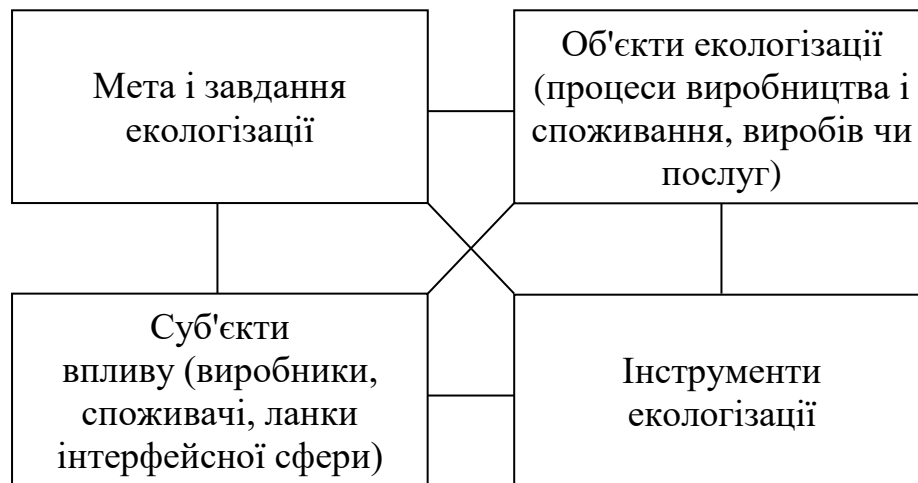 Мета і завдання
екологізації
Об'єкти екологізації
(процеси виробництва і
споживання, виробів чи
послуг)
Суб'єкти
впливу (виробники,
споживачі, ланки
інтерфейсної сфери)
Інструменти
екологізації